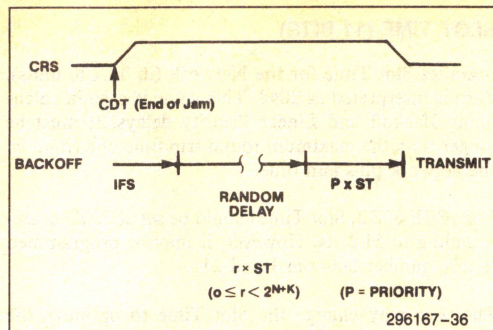 CRS
CDT (End of Jam)
BACKOFF
TRANSMIT
IFS
P x ST
RANDOM
DELAY
r × ST
(o ≤ r < 2^N+K) (P = PRIORITY)
296167-36